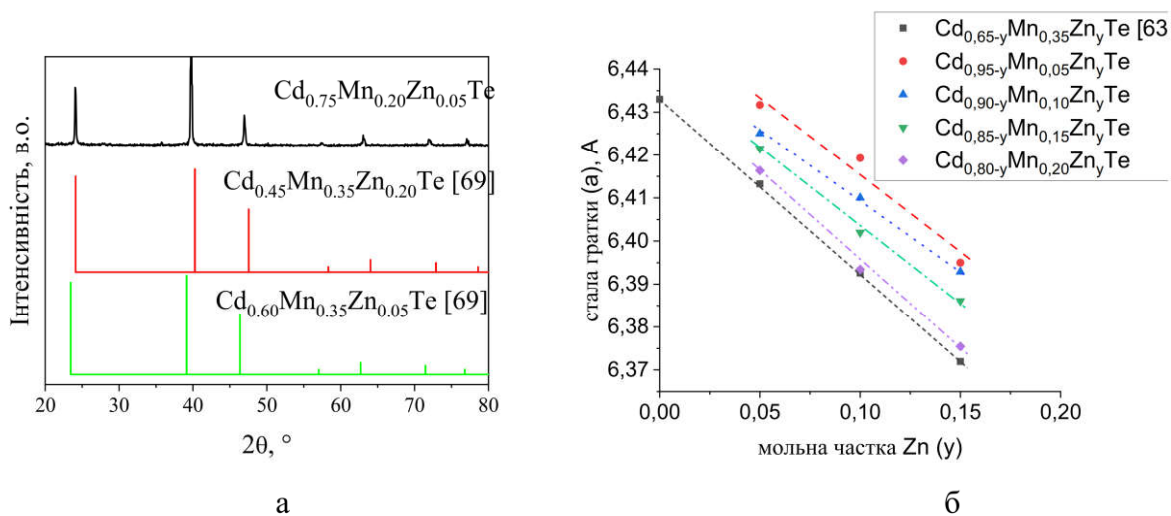 Cd0.75Mn0.20Zn0.05Te
Cd0.45Mn0.35Zn0.20Te [69]
Cd0.60Mn0.35Zn0.05Te [69]
Інтенсивність, в.о.
20 30 40 50 60 70 80
2θ, °
а
Cd0,65-yMn0,35ZnyTe [63
Cd0,95-yMn0,05ZnyTe
Cd0,90-yMn0,10ZnyTe
Cd0,85-yMn0,15ZnyTe
Cd0,80-yMn0,20ZnyTe
стала гратки (а), А
6,44
6,43
6,42
6,41
6,40
6,39
6,38
6,37
0,00 0,05 0,10 0,15 0,20
мольна частка Zn (y)
б